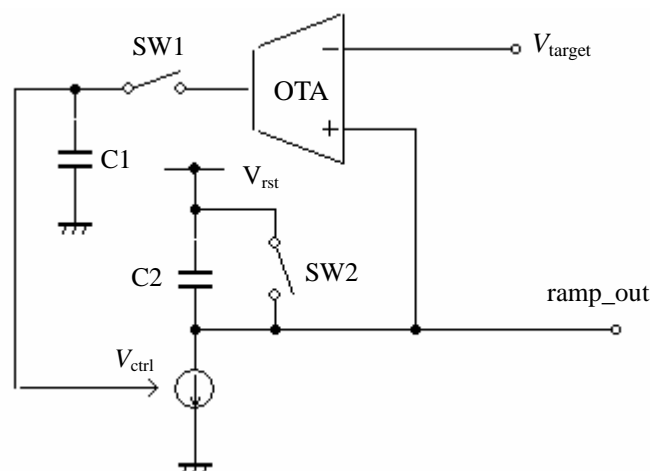 SW1
V_target
OTA
−
+
C1
V_rst
C2
SW2
ramp_out
V_ctrl